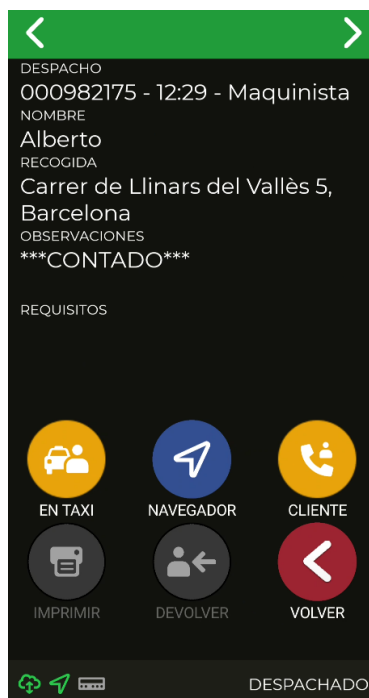 DESPACHO
000982175 - 12:29 - Maquinista
NOMBRE
Alberto
RECOGIDA
Carrer de Llinars del Vallès 5,
Barcelona
OBSERVACIONES
***CONTADO***
REQUISITOS
EN TAXI
NAVEGADOR
CLIENTE
IMPRIMIR
DEVOLVER
VOLVER
DESPACHADO